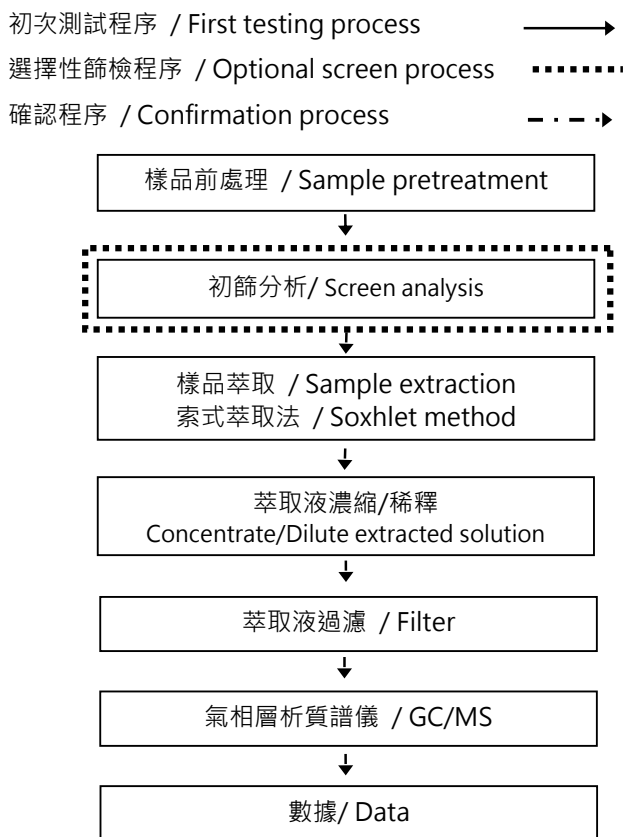 初次測試程序 / First testing process
選擇性篩檢程序 / Optional screen process
確認程序 / Confirmation process
樣品前處理 / Sample pretreatment
初篩分析/ Screen analysis
樣品萃取 / Sample extraction
索式萃取法 / Soxhlet method
萃取液濃縮/稀釋
Concentrate/Dilute extracted solution
萃取液過濾 / Filter
氣相層析質譜儀 / GC/MS
數據/ Data